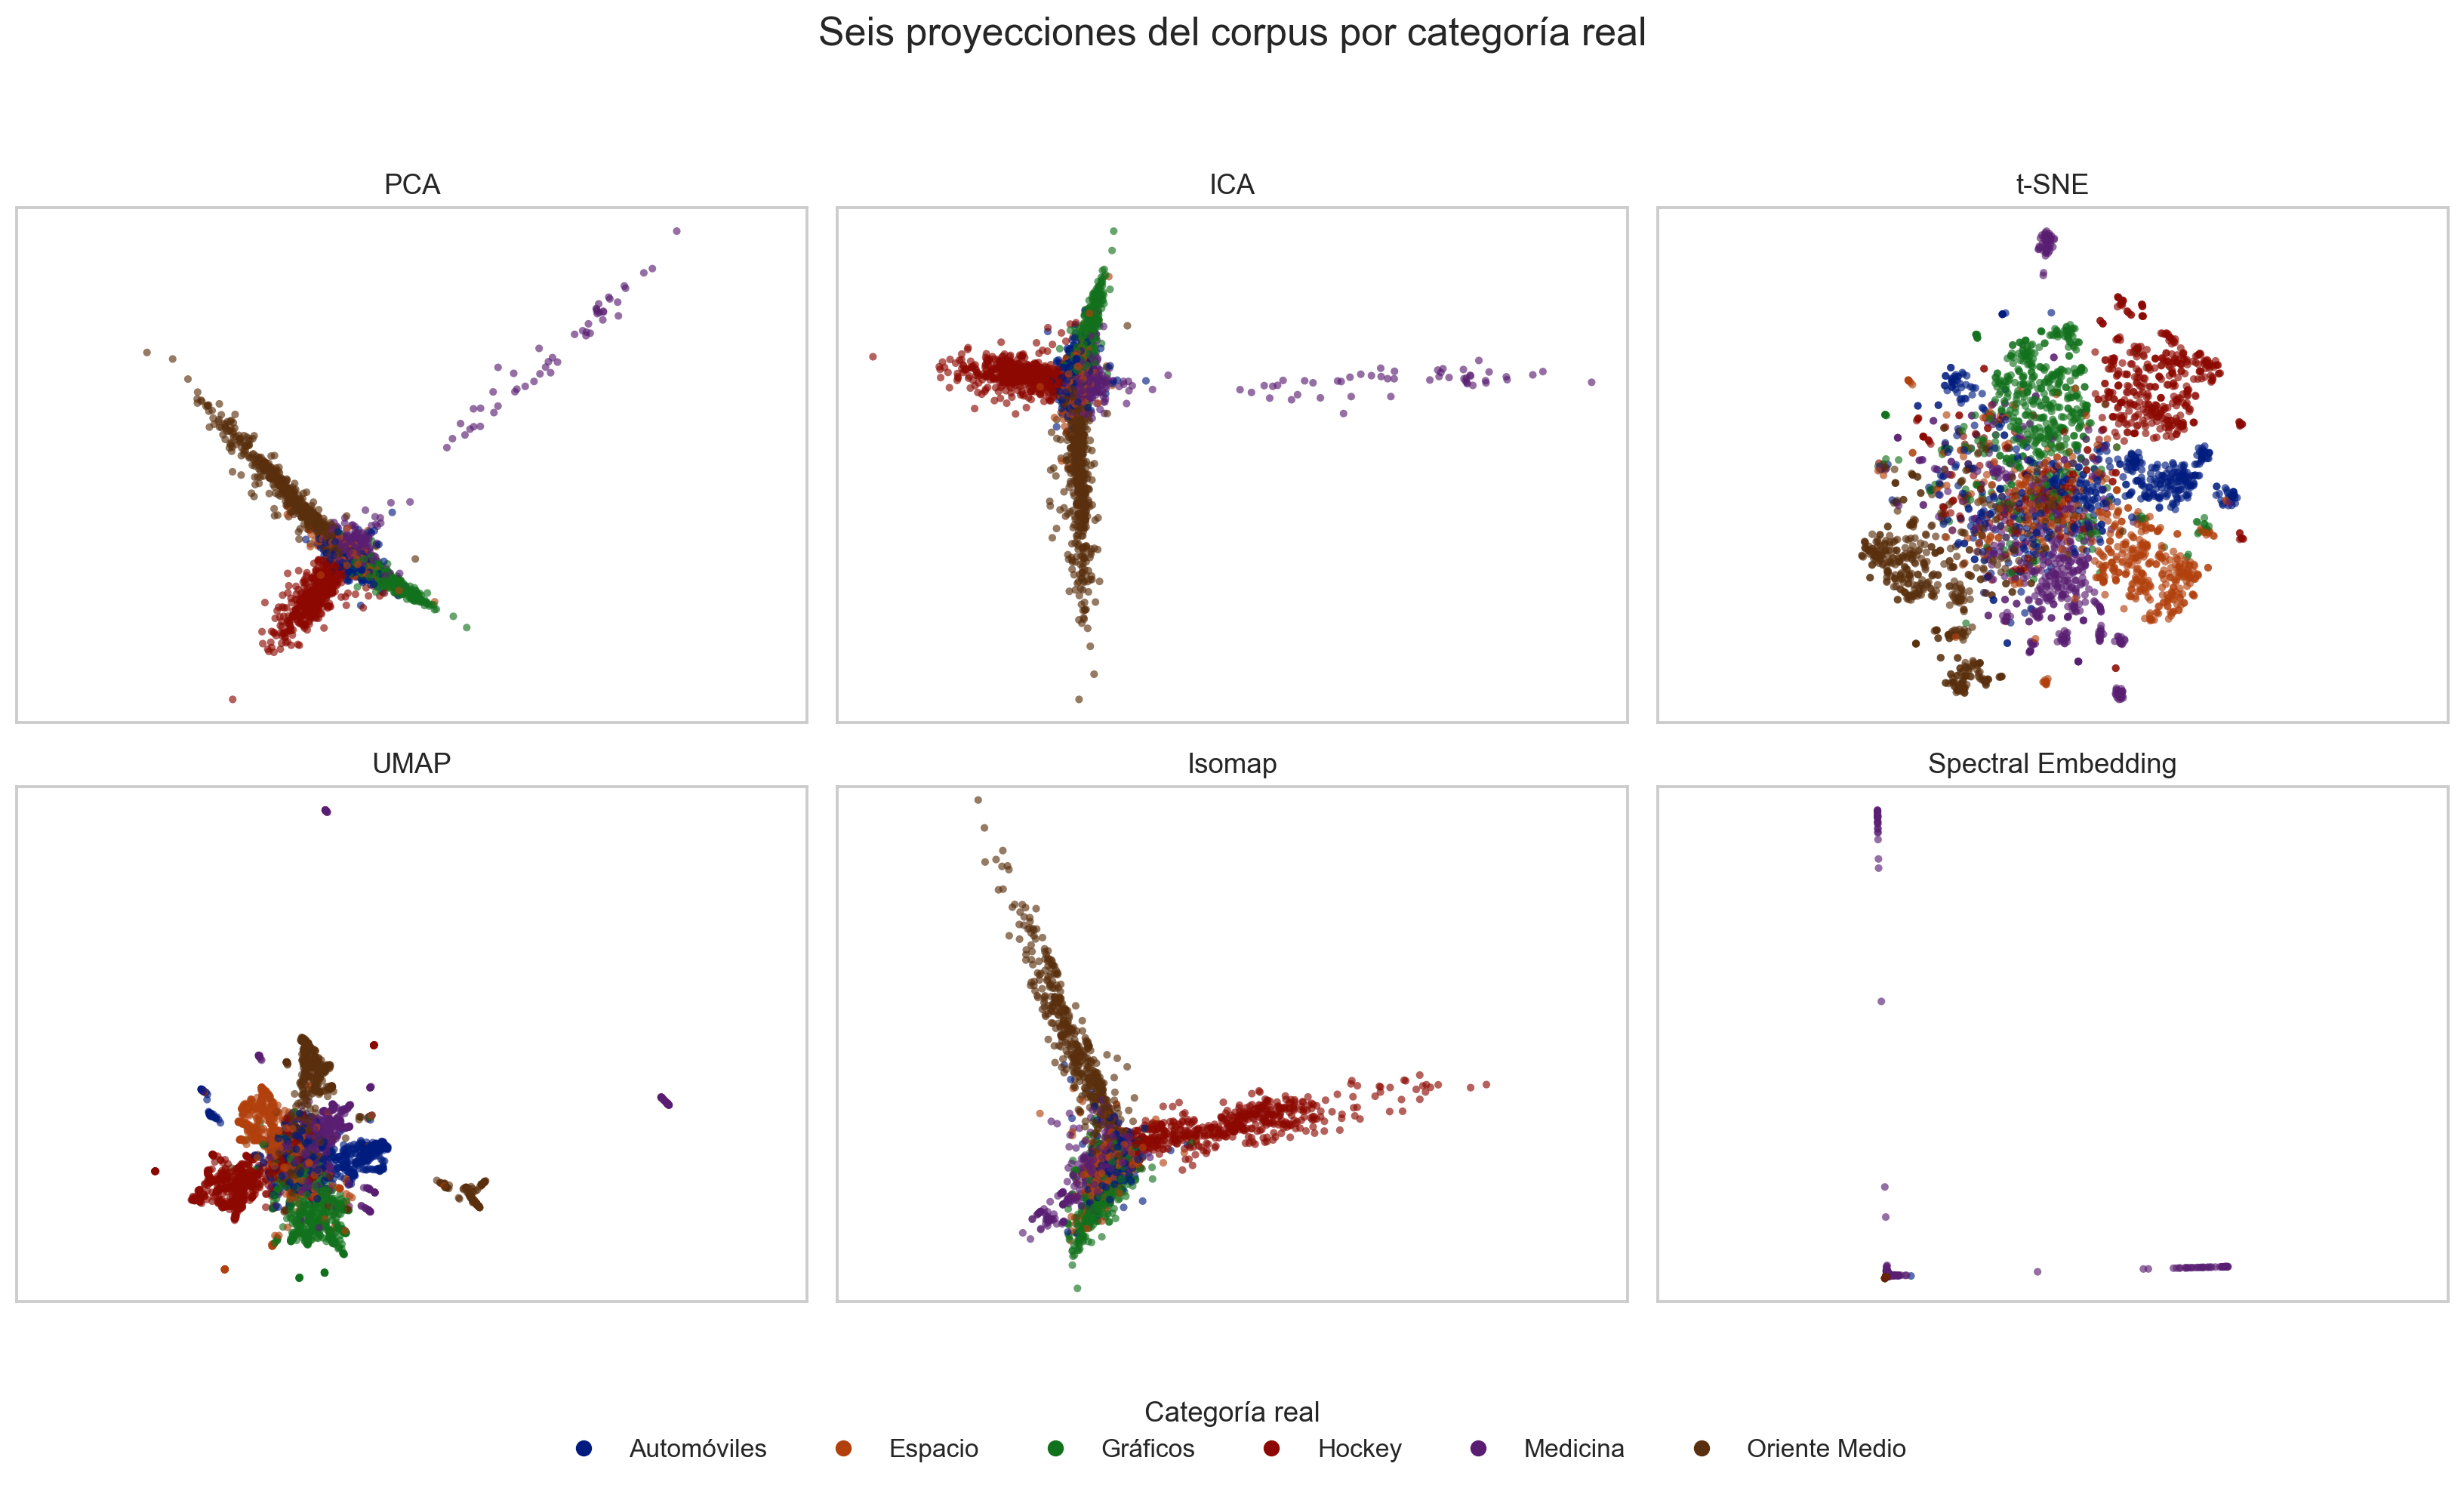 Seis proyecciones del corpus por categoría real
PCA
ICA
t-SNE
UMAP
Isomap
Spectral Embedding
Categoría real
Automóviles Espacio Gráficos Hockey Medicina Oriente Medio